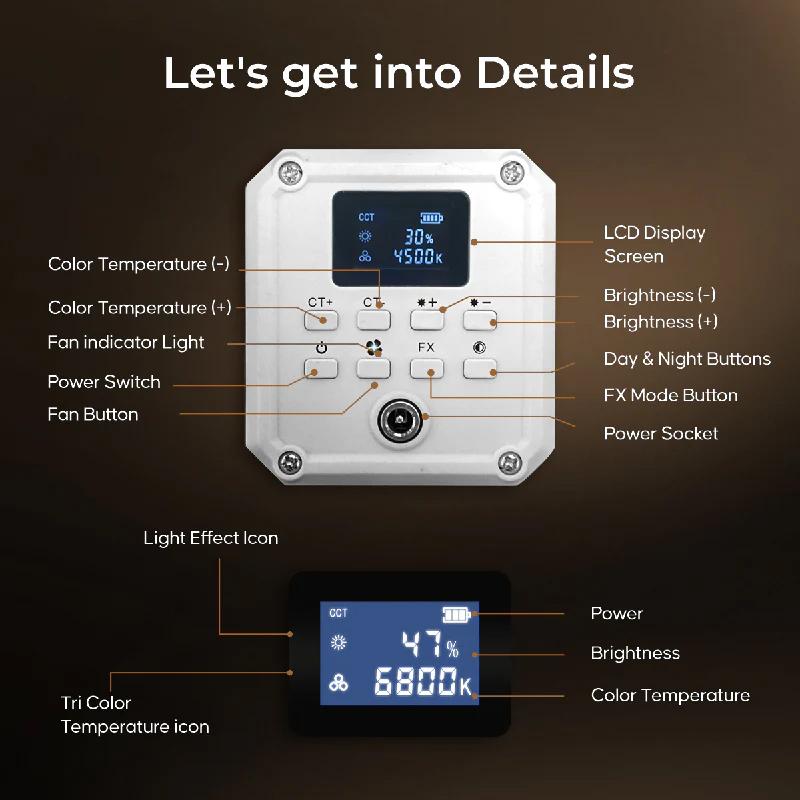 Let's get into Details
CCT
30%
4500K
Color Temperature (-)
Color Temperature (+)
Fan indicator Light
Power Switch
Fan Button
LCD Display
Screen
Brightness (-)
Brightness (+)
Day & Night Buttons
FX Mode Button
Power Socket
CT+
CT-
+
-
FX
Light Effect Icon
Tri Color
Temperature icon
CCT
47%
6800K
Power
Brightness
Color Temperature